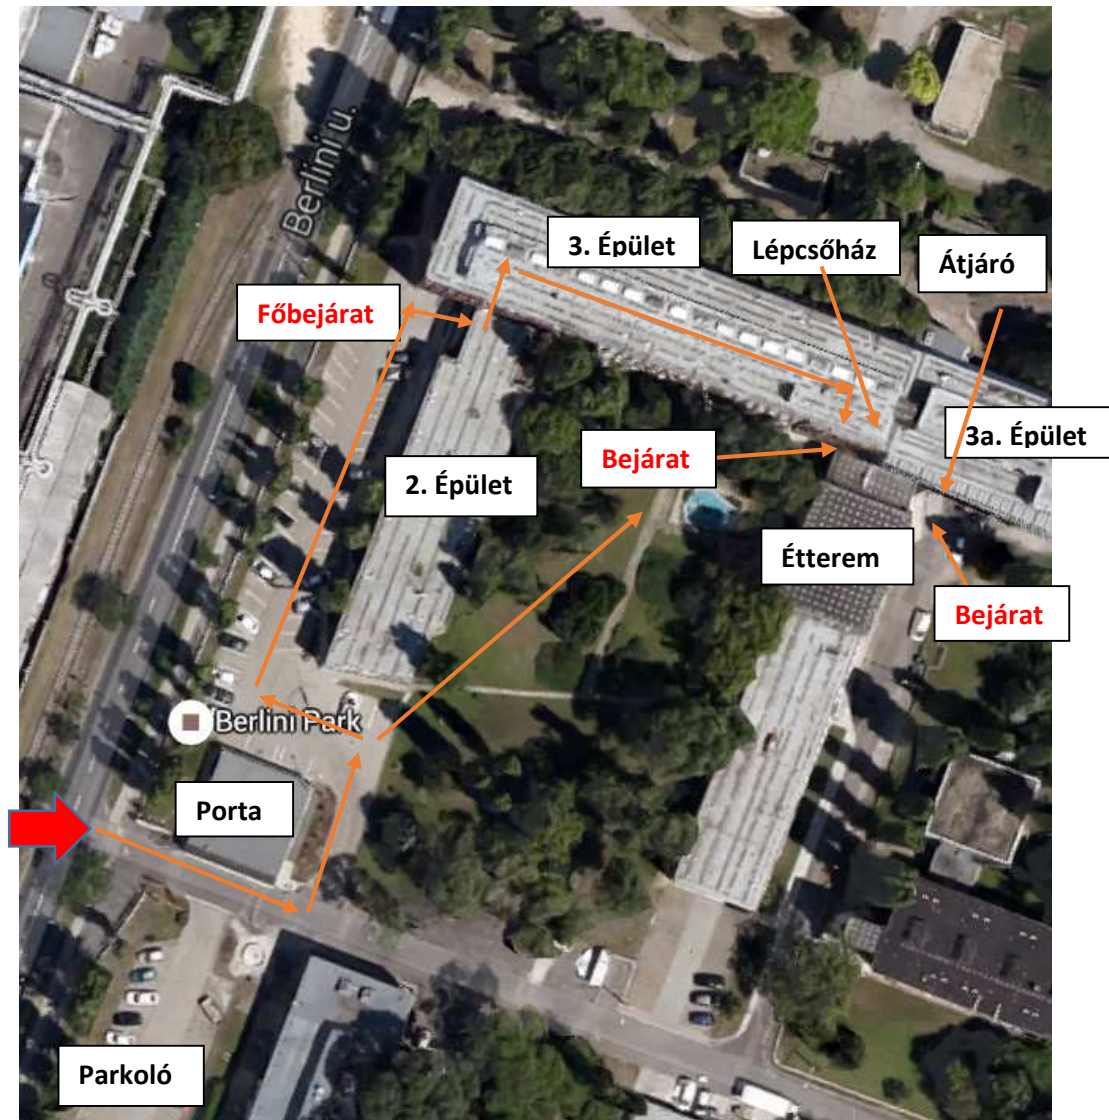 Berlini u.
3. Épület
Lépcsőház
Átjáró
Főbejárat
3a. Épület
Bejárat
2. Épület
Étterem
Bejárat
Berlini Park
Porta
Parkoló